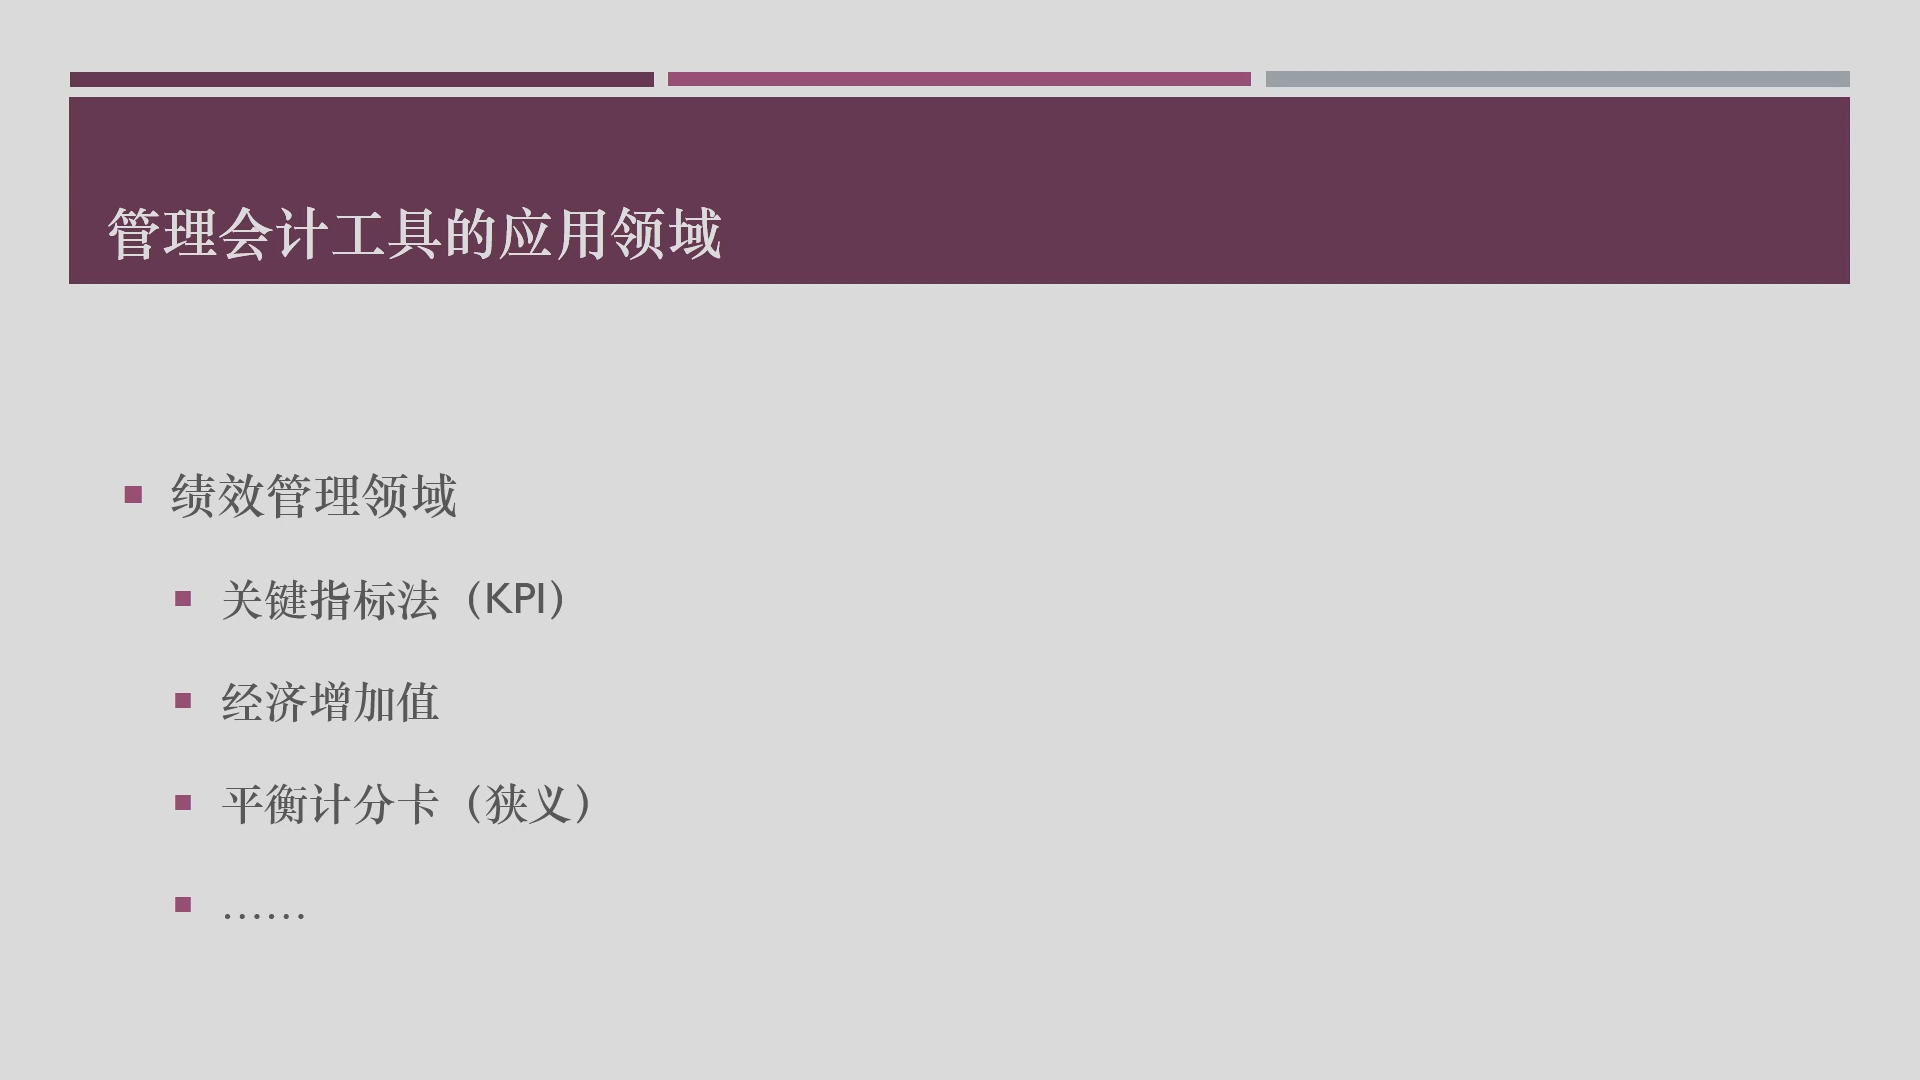 管理会计工具的应用领域
绩效管理领域
关键指标法（KPI）
经济增加值
平衡计分卡（狭义）
……